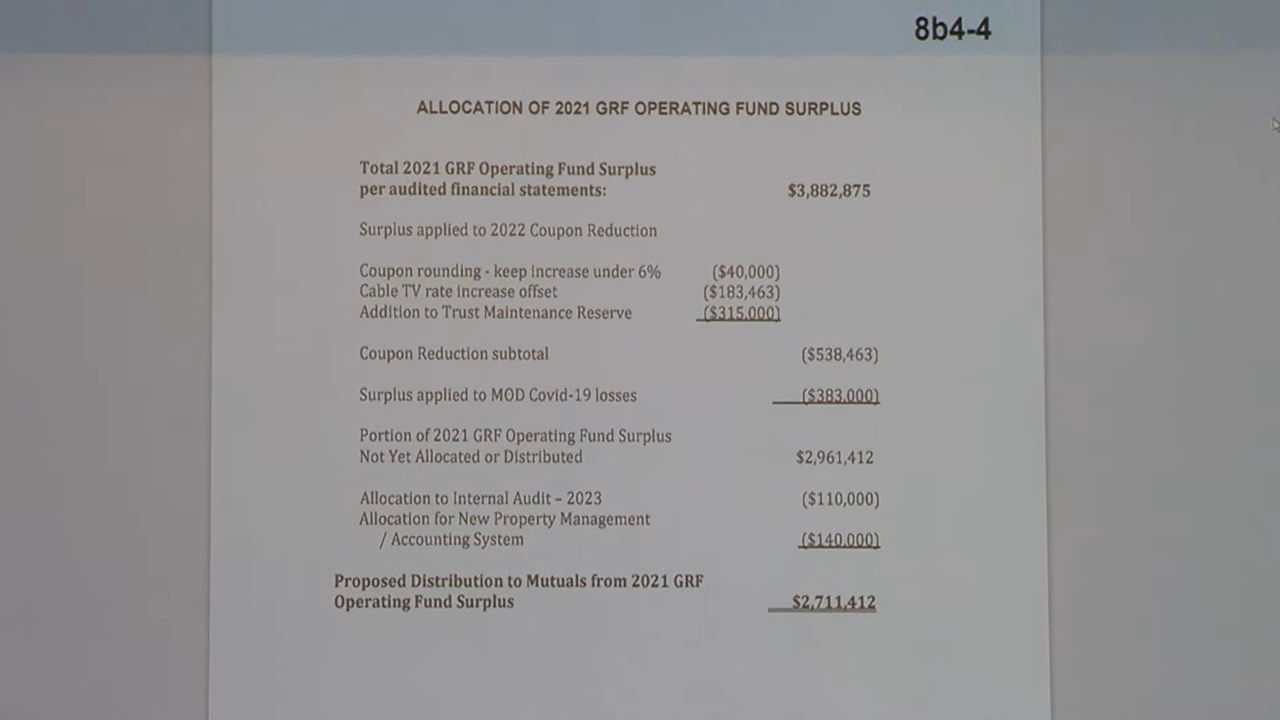 8b4-4
ALLOCATION OF 2021 GRF OPERATING FUND SURPLUS
Total 2021 GRF Operating Fund Surplus
per audited financial statements: $3,882,875
Surplus applied to 2022 Coupon Reduction
Coupon rounding - keep increase under 6% ($40,000)
Cable TV rate increase offset ($183,463)
Addition to Trust Maintenance Reserve ($315,000)
Coupon Reduction subtotal ($538,463)
Surplus applied to MOD Covid-19 losses ($383,000)
Portion of 2021 GRF Operating Fund Surplus
Not Yet Allocated or Distributed $2,961,412
Allocation to Internal Audit – 2023 ($110,000)
Allocation for New Property Management
/ Accounting System ($140,000)
Proposed Distribution to Mutuals from 2021 GRF
Operating Fund Surplus $2,711,412